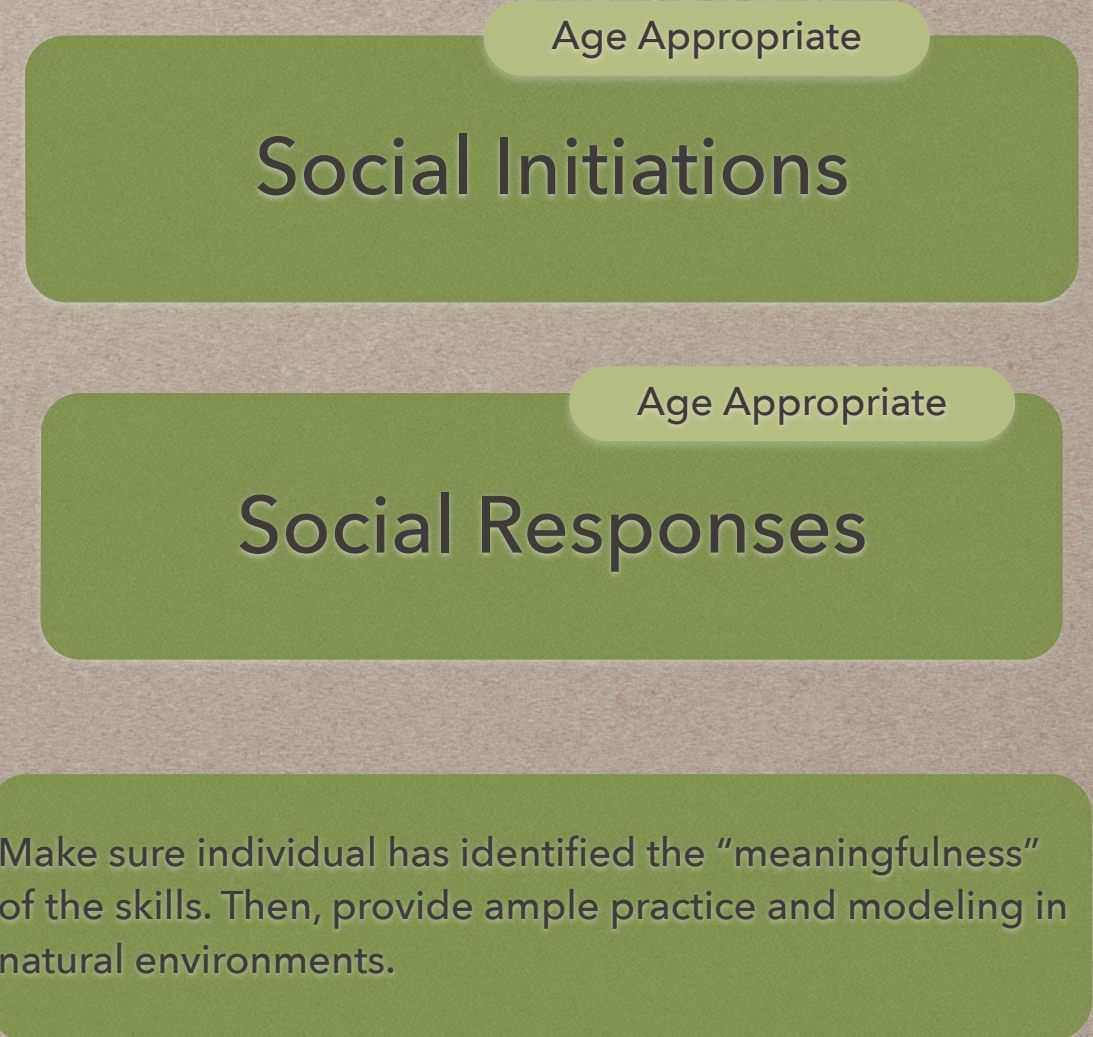 Age Appropriate
Social Initiations
Age Appropriate
Social Responses
Make sure individual has identified the “meaningfulness”
of the skills. Then, provide ample practice and modeling in
natural environments.